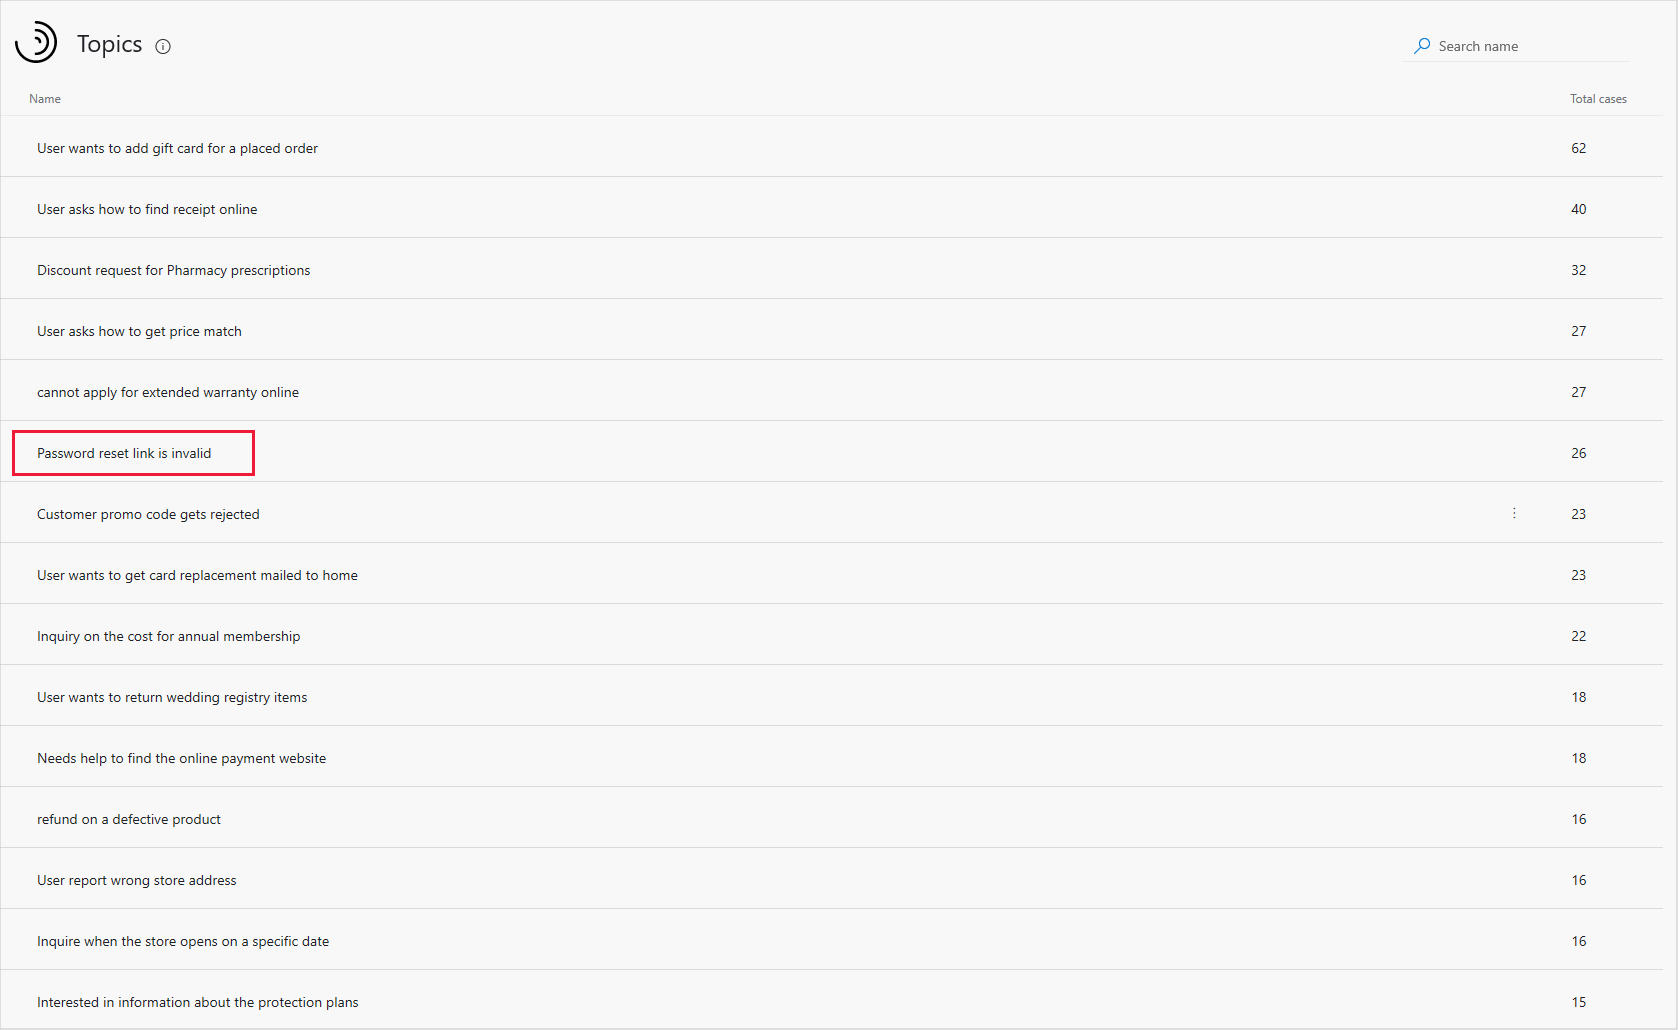 Topics
Search name
Name Total cases
User wants to add gift card for a placed order 62
User asks how to find receipt online 40
Discount request for Pharmacy prescriptions 32
User asks how to get price match 27
cannot apply for extended warranty online 27
Password reset link is invalid 26
Customer promo code gets rejected 23
User wants to get card replacement mailed to home 23
Inquiry on the cost for annual membership 22
User wants to return wedding registry items 18
Needs help to find the online payment website 18
refund on a defective product 16
User report wrong store address 16
Inquire when the store opens on a specific date 16
Interested in information about the protection plans 15